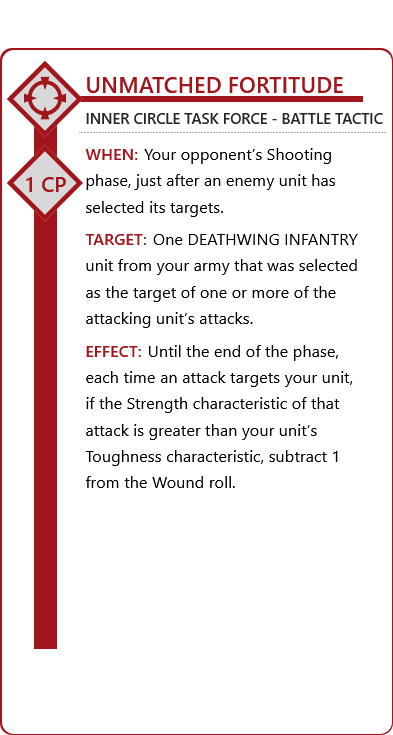 UNMATCHED FORTITUDE
INNER CIRCLE TASK FORCE - BATTLE TACTIC
1 CP
WHEN: Your opponent’s Shooting
phase, just after an enemy unit has
selected its targets.
TARGET: One DEATHWING INFANTRY
unit from your army that was selected
as the target of one or more of the
attacking unit’s attacks.
EFFECT: Until the end of the phase,
each time an attack targets your unit,
if the Strength characteristic of that
attack is greater than your unit’s
Toughness characteristic, subtract 1
from the Wound roll.